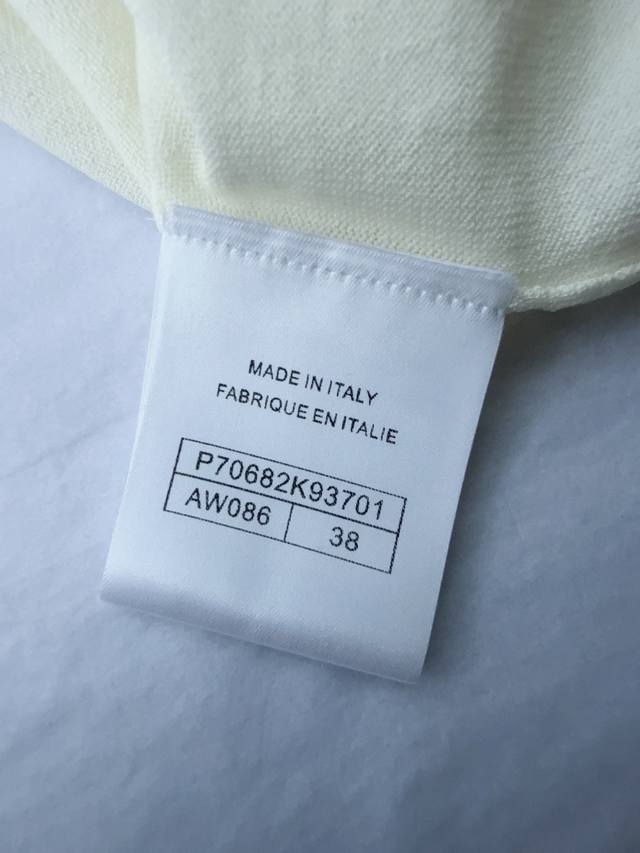 MADE IN ITALY
FABRIQUE EN ITALIE
P70682K93701
AW086 38